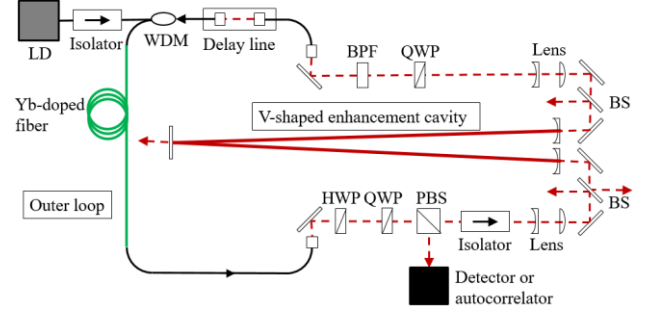 LD
Isolator
WDM
Delay line
BPF
QWP
Lens
BS
Yb-doped
fiber
V-shaped enhancement cavity
Outer loop
HWP
QWP
PBS
Isolator
Lens
BS
Detector or
autocorrelator